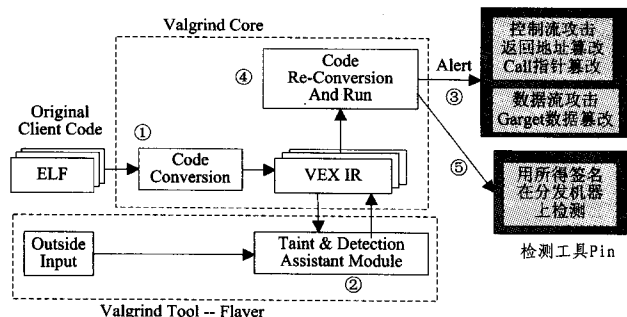 Valgrind Core
④
Code
Re-Conversion
And Run
Alert
③
控制流攻击
返回地址篡改
Call指针篡改
数据流攻击
Garget数据篡改
Original
Client Code
①
ELF
Code
Conversion
VEX IR
⑤
用所得签名
在分发机器
上检测
检测工具Pin
Outside
Input
Taint & Detection
Assistant Module
②
Valgrind Tool -- Flayer